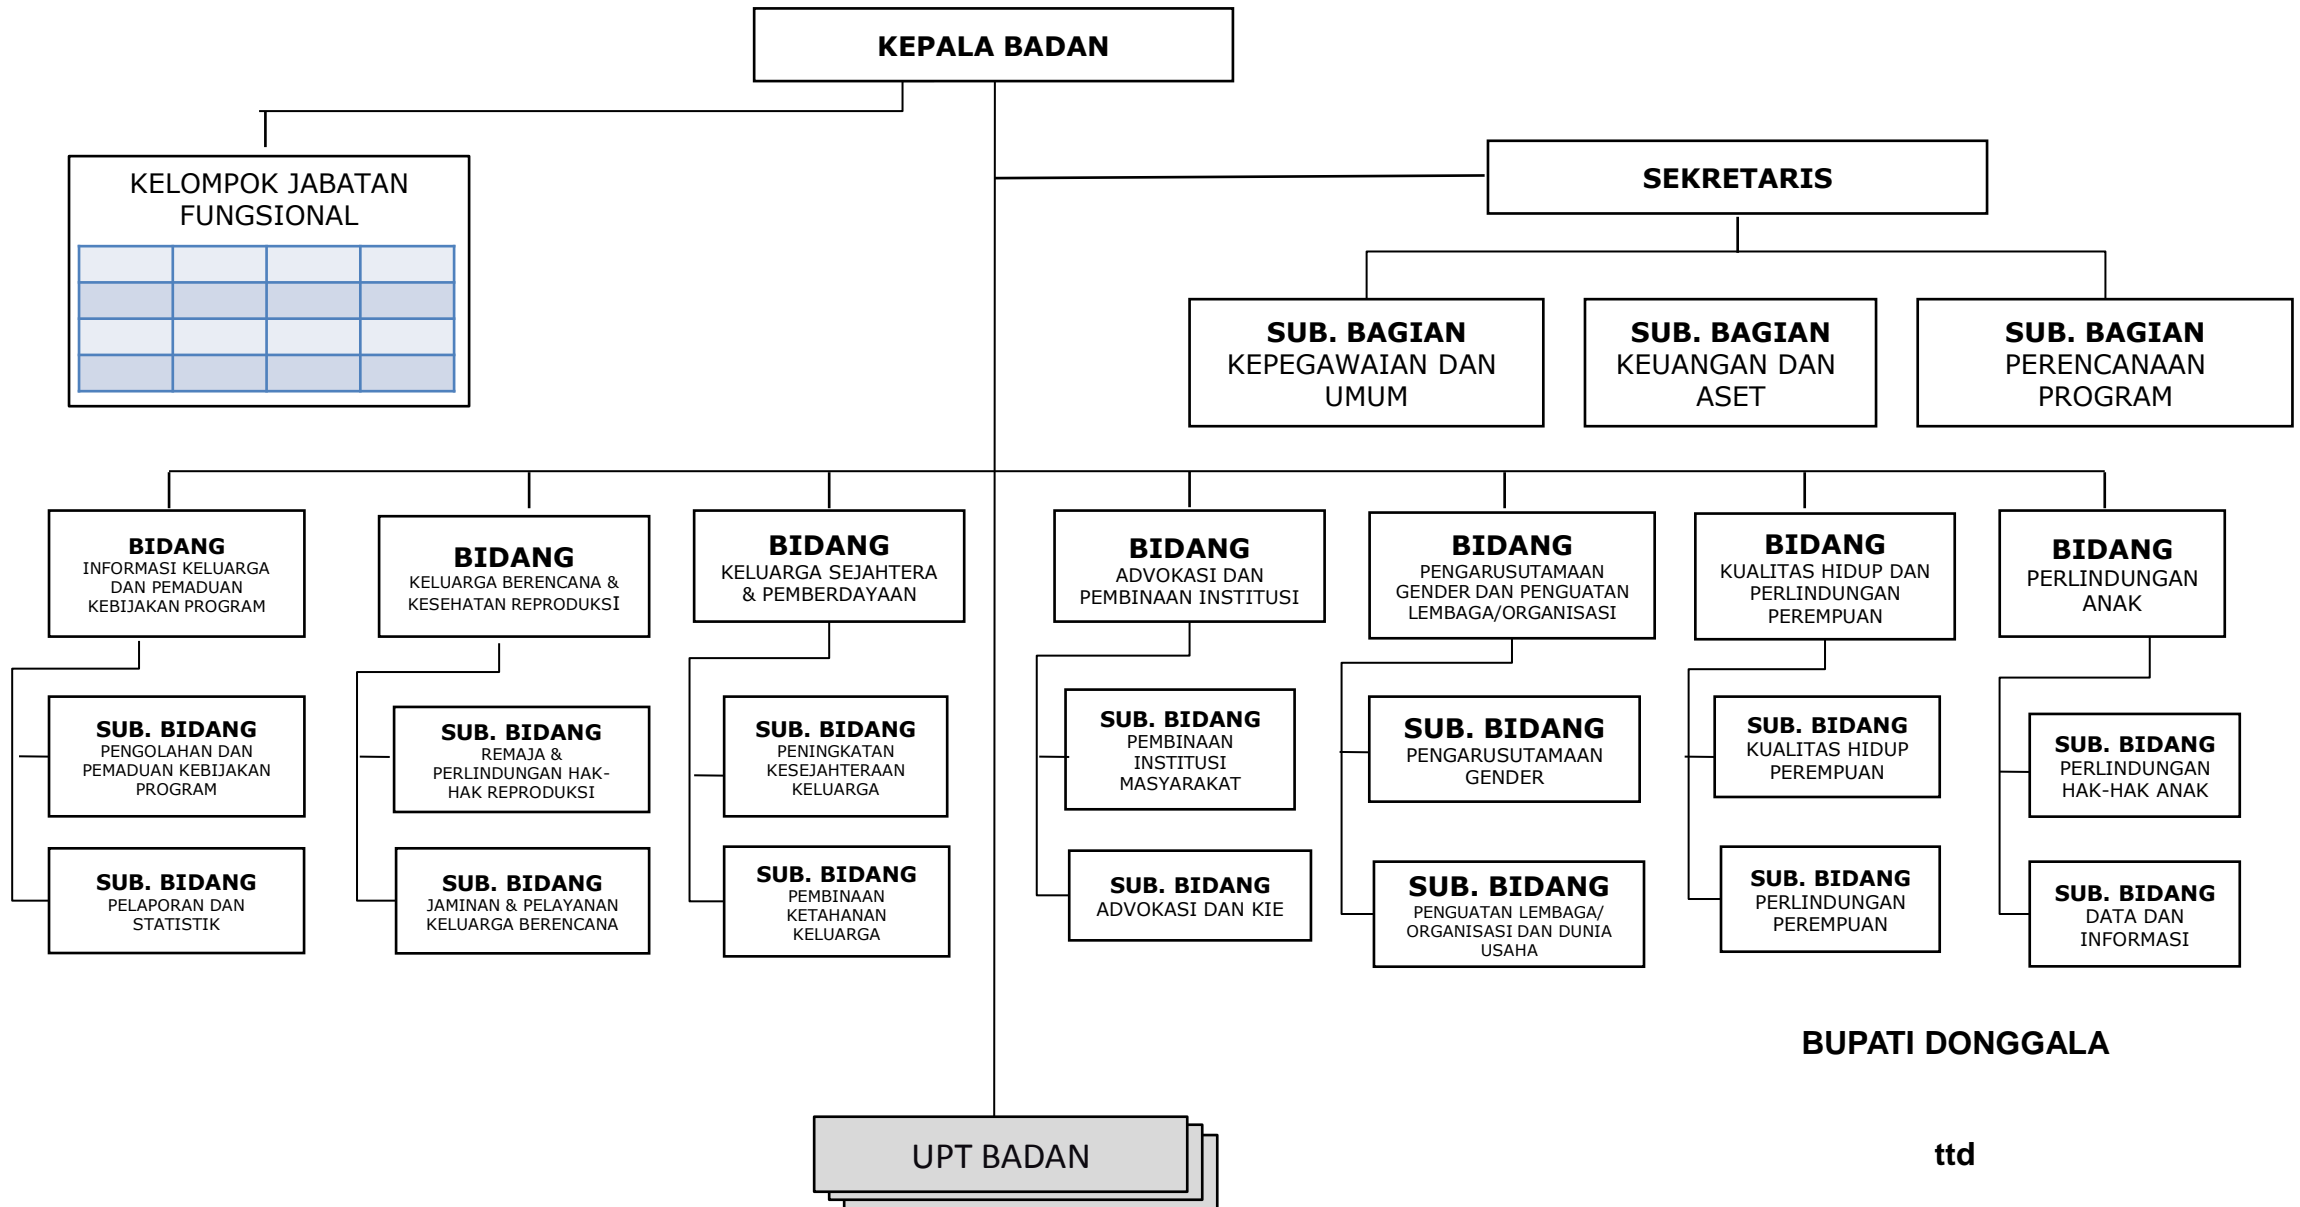 KEPALA BADAN
KELOMPOK JABATAN
FUNGSIONAL
SEKRETARIS
SUB. BAGIAN
KEPEGAWAIAN DAN
UMUM
SUB. BAGIAN
KEUANGAN DAN
ASET
SUB. BAGIAN
PERENCANAAN
PROGRAM
BIDANG
INFORMASI KELUARGA
DAN PEMADUAN
KEBIJAKAN PROGRAM
BIDANG
KELUARGA BERENCANA &
KESEHATAN REPRODUKSI
BIDANG
KELUARGA SEJAHTERA
& PEMBERDAYAAN
BIDANG
ADVOKASI DAN
PEMBINAAN INSTITUSI
BIDANG
PENGARUSUTAMAAN
GENDER DAN PENGUATAN
LEMBAGA/ORGANISASI
BIDANG
KUALITAS HIDUP DAN
PERLINDUNGAN
PEREMPUAN
BIDANG
PERLINDUNGAN
ANAK
SUB. BIDANG
PENGOLAHAN DAN
PEMADUAN KEBIJAKAN
PROGRAM
SUB. BIDANG
REMAJA &
PERLINDUNGAN HAK-
HAK REPRODUKSI
SUB. BIDANG
PENINGKATAN
KESEJAHTERAAN
KELUARGA
SUB. BIDANG
PEMBINAAN
INSTITUSI
MASYARAKAT
SUB. BIDANG
PENGARUSUTAMAAN
GENDER
SUB. BIDANG
KUALITAS HIDUP
PEREMPUAN
SUB. BIDANG
PERLINDUNGAN
HAK-HAK ANAK
SUB. BIDANG
PELAPORAN DAN
STATISTIK
SUB. BIDANG
JAMINAN & PELAYANAN
KELUARGA BERENCANA
SUB. BIDANG
PEMBINAAN
KETAHANAN
KELUARGA
SUB. BIDANG
ADVOKASI DAN KIE
SUB. BIDANG
PENGUATAN LEMBAGA/
ORGANISASI DAN DUNIA
USAHA
SUB. BIDANG
PERLINDUNGAN
PEREMPUAN
SUB. BIDANG
DATA DAN
INFORMASI
BUPATI DONGGALA
UPT BADAN
ttd